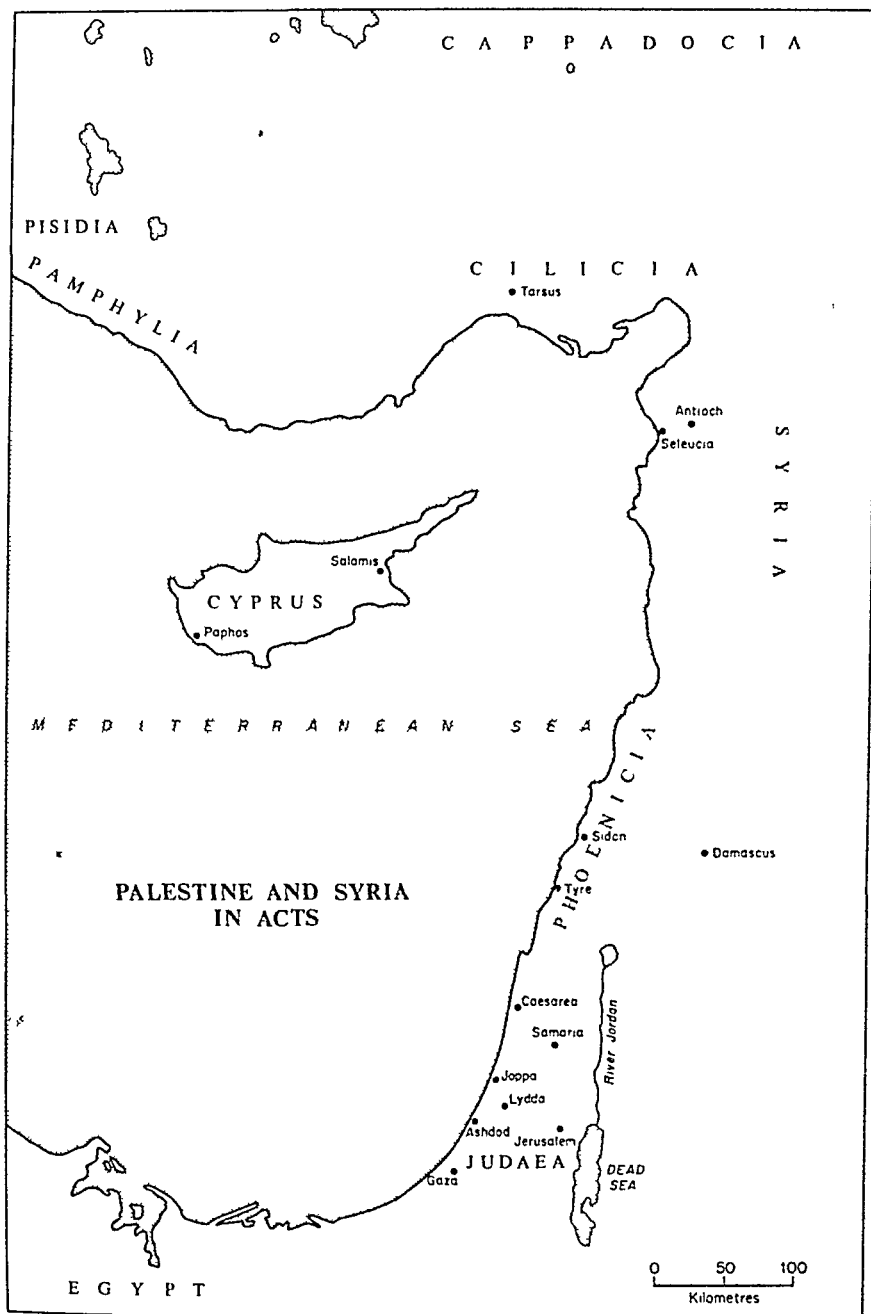 CAPPADOCIA
PISIDIA
PAMPHYLIA
CILICIA
Tarsus
Antioch
Seleucia
SYRIA
Salamis
CYPRUS
Paphos
MEDITERRANEAN SEA
PHOENICIA
Sidon
Damascus
Tyre
PALESTINE AND SYRIA
IN ACTS
Caesarea
Samaria
River Jordan
Joppa
Lydda
Ashdod
Jerusalem
JUDAEA
Gaza
DEAD
SEA
EGYPT
0 50 100
Kilometres